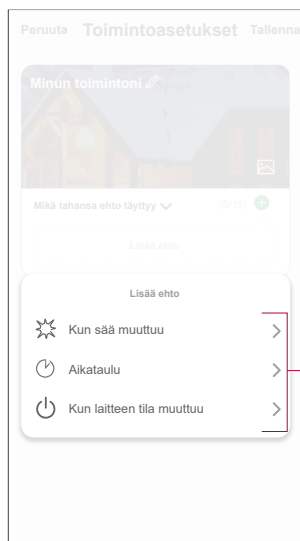 Peruuta Toimintoasetukset Tallenna
Minun toimintoni
Mikä tahansa ehto täyttyy (0/10)
Lisää ehto
Lisää ehto
Kun sää muuttuu
Aikataulu
Kun laitteen tila muuttuu